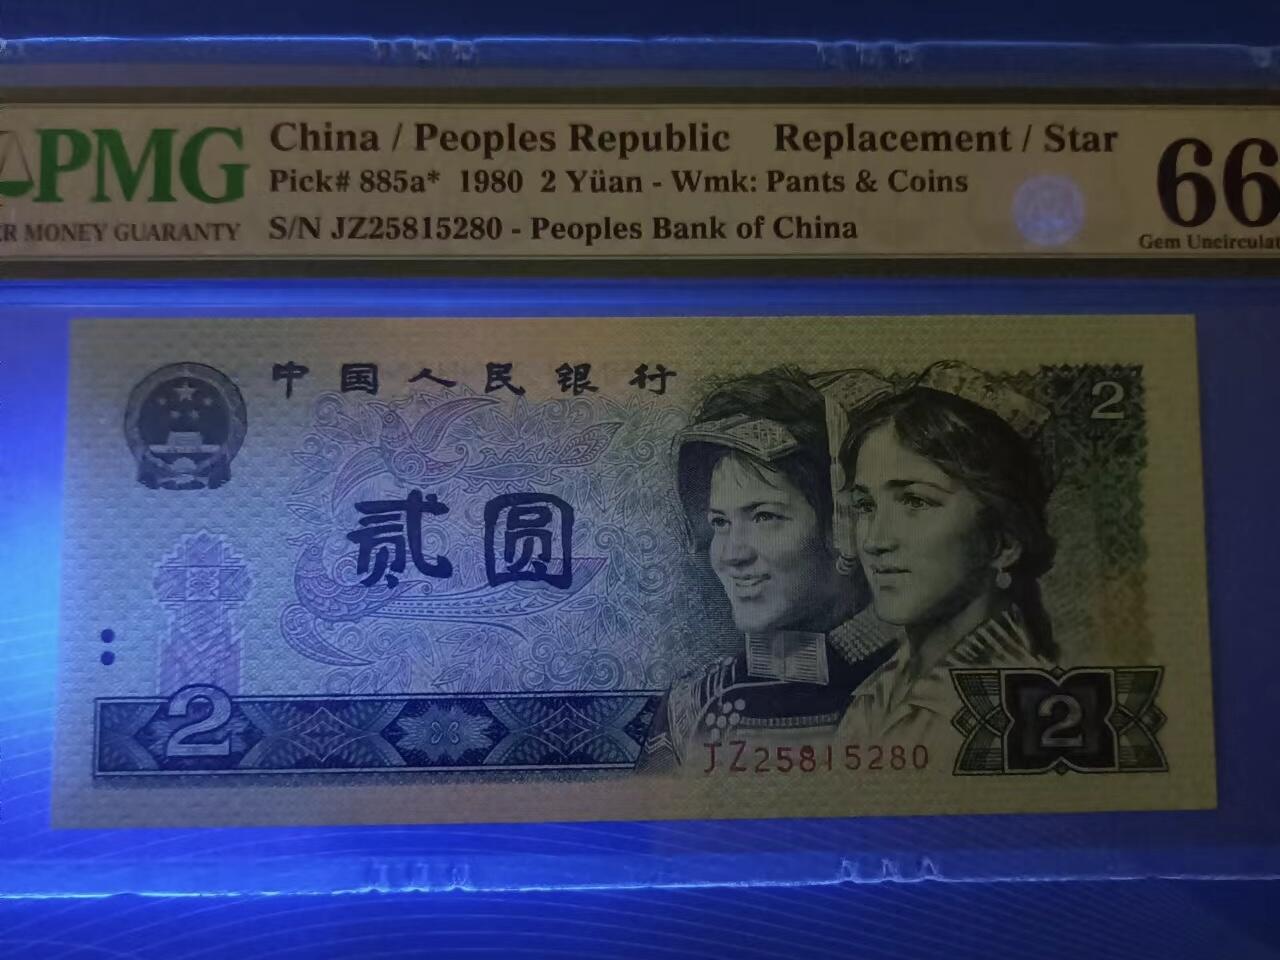 PMG
ER MONEY GUARANTY
China / Peoples Republic Replacement / Star
Pick# 885a* 1980 2 Yüan - Wmk: Pants & Coins
S/N JZ25815280 - Peoples Bank of China
66
Gem Uncirculat
中国人民银行
2
贰圆
2
2
JZ25815280